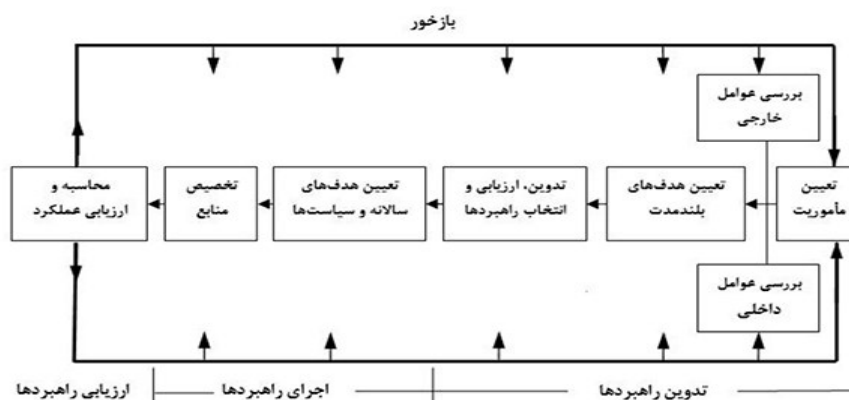 بازخور
بررسی عوامل
خارجی
تعیین
مأموریت
تعیین هدف‌های
بلندمدت
تدوین، ارزیابی و
انتخاب راهبردها
تعیین هدف‌های
سالانه و سیاست‌ها
تخصیص
منابع
محاسبه و
ارزیابی عملکرد
بررسی عوامل
داخلی
تدوین راهبردها
اجرای راهبردها
ارزیابی راهبردها